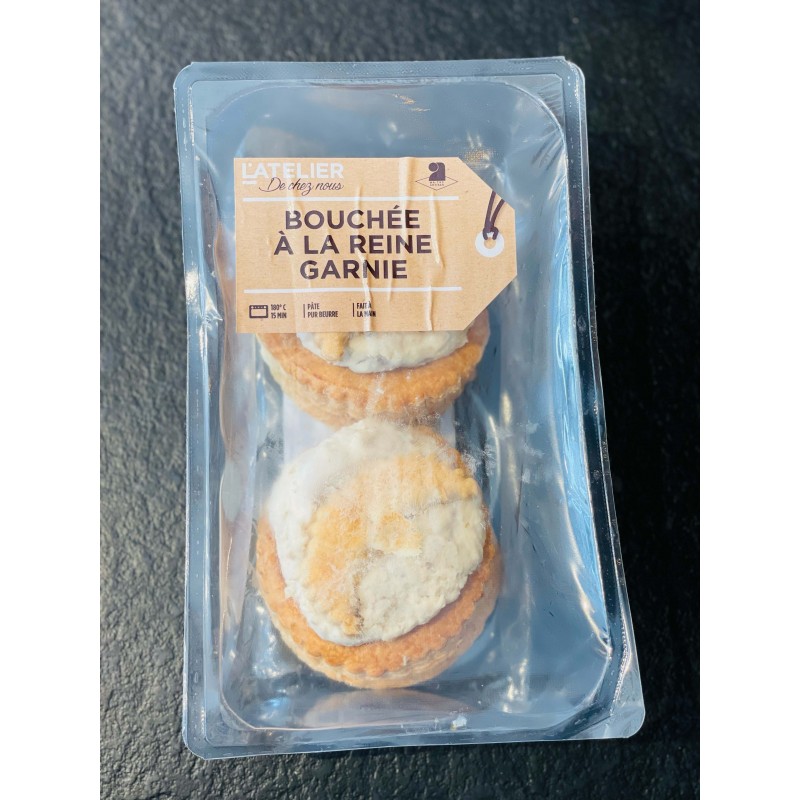 L'ATELIER
De chez nous
BOUCHÉE
À LA REINE
GARNIE
180° C
15 MIN
PÂTE
PUR BEURRE
FAIT À
LA MAIN